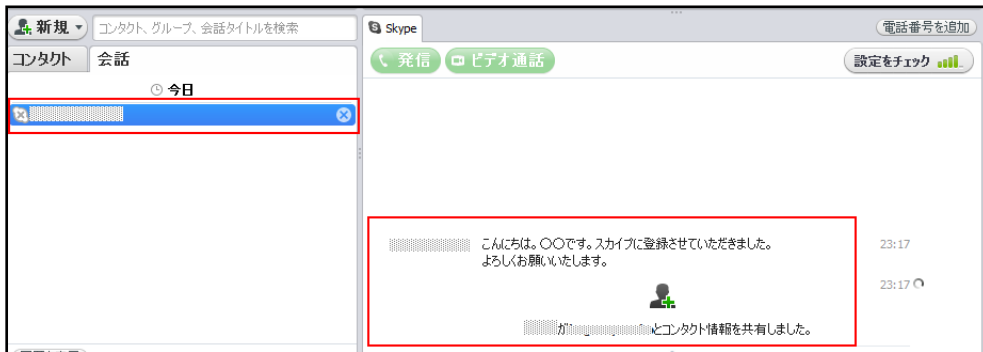 新規
コンタクト、グループ、会話タイトルを検索
Skype
電話番号を追加
コンタクト
会話
発信
ビデオ通話
設定をチェック
今日
こんにちは。〇〇です。スカイプに登録させていただきました。
よろしくお願いいたします。
23:17
23:17
が
とコンタクト情報を共有しました。